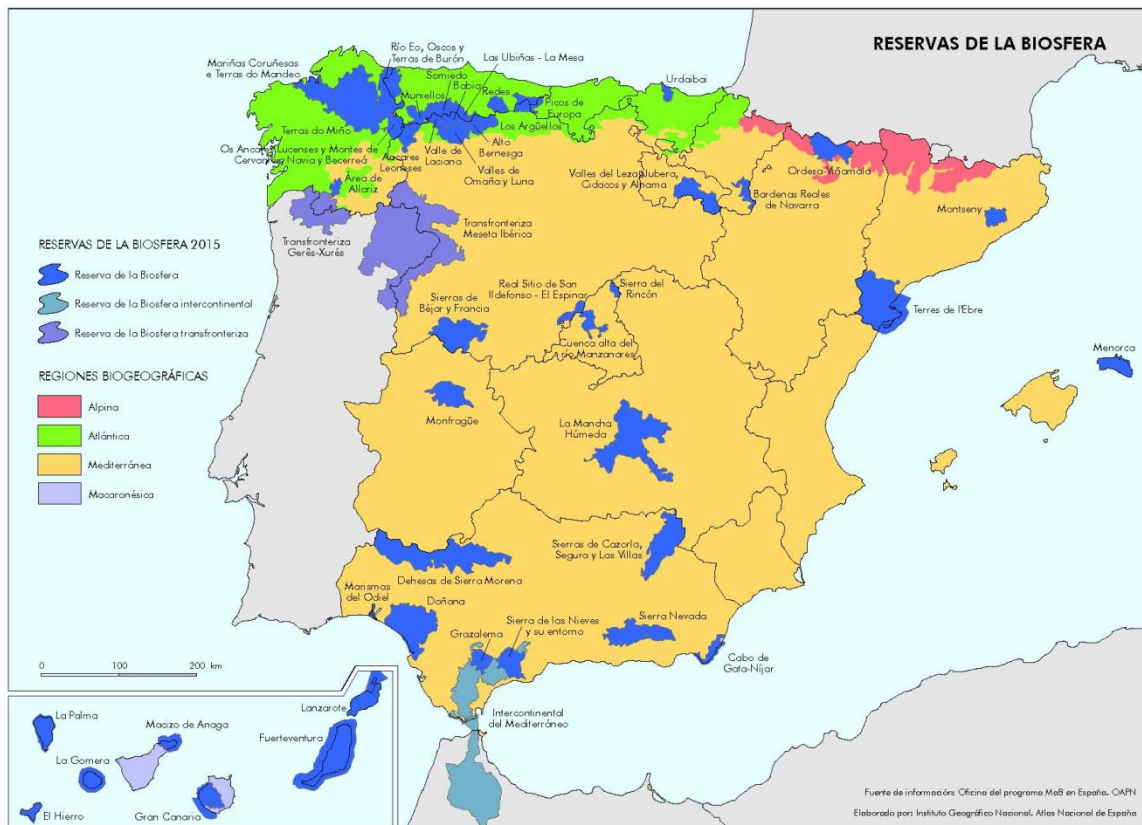 RESERVAS DE LA BIOSFERA
Mariñas Coruñesas
e Terras do Mandeo
Río Eo, Oscos y
Terras de Burón
Las Ubiñas - La Mesa
Somiedo
Babia
Redes
Muniellos
Picos de
Europa
Urdaibai
Terras do Miño
Los Argüellos
Os Ancares Lucenses y Montes de
Cervantes, Navia y Becerreá
Ancares
Leoneses
Valle de
Laciana
Alto
Bernesga
Valles de
Omaña y Luna
Área de
Allariz
Valles del Leza, Jubera,
Cidacos y Alhama
Bardenas Reales
de Navarra
Ordesa-Viñamala
Montseny
Transfronteriza
Gerês-Xurés
Transfronteriza
Meseta Ibérica
RESERVAS DE LA BIOSFERA 2015
Reserva de la Biosfera
Reserva de la Biosfera intercontinental
Reserva de la Biosfera transfronteriza
REGIONES BIOGEOGRÁFICAS
Alpina
Atlántica
Mediterránea
Macaronésica
Sierras de
Béjar y Francia
Real Sitio de San
Ildefonso - El Espinar
Sierra del
Rincón
Cuenca alta del
río Manzanares
Terres de l'Ebre
Menorca
Monfragüe
La Mancha
Húmeda
Dehesas de Sierra Morena
Sierras de Cazorla,
Segura y Las Villas
Marismas
del Odiel
Doñana
Grazalema
Sierra de las Nieves
y su entorno
Sierra Nevada
Cabo de
Gata-Níjar
Intercontinental
del Mediterráneo
0 100 200 km
La Palma
Macizo de Anaga
Lanzarote
La Gomera
Fuerteventura
El Hierro
Gran Canaria
Fuente de información: Oficina del programa MaB en España. OAPN
Elaborado por: Instituto Geográfico Nacional. Atlas Nacional de España